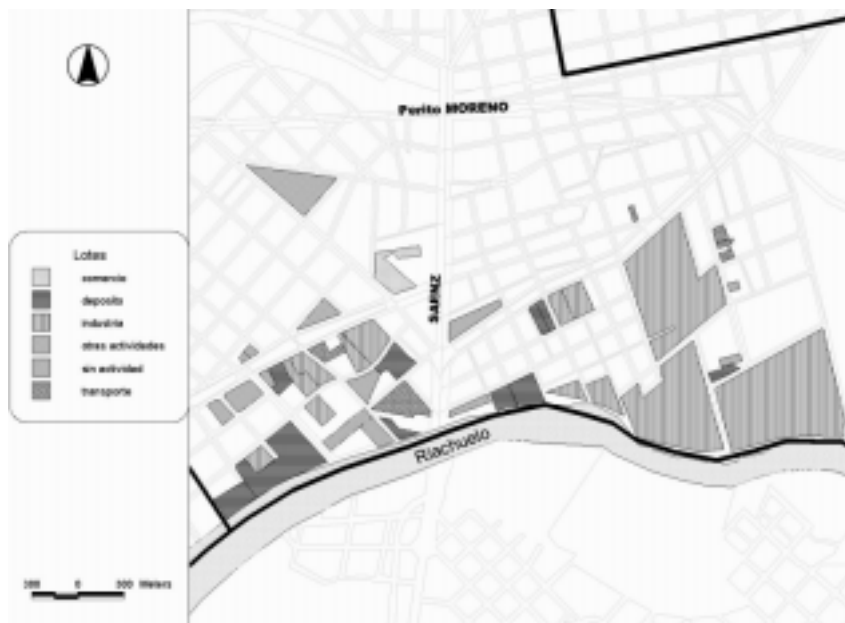 Perito MORENO
SAENZ
Lotes
comercio
deposito
industria
otras actividades
sin actividad
transporte
Riachuelo
300 0 300 Meters